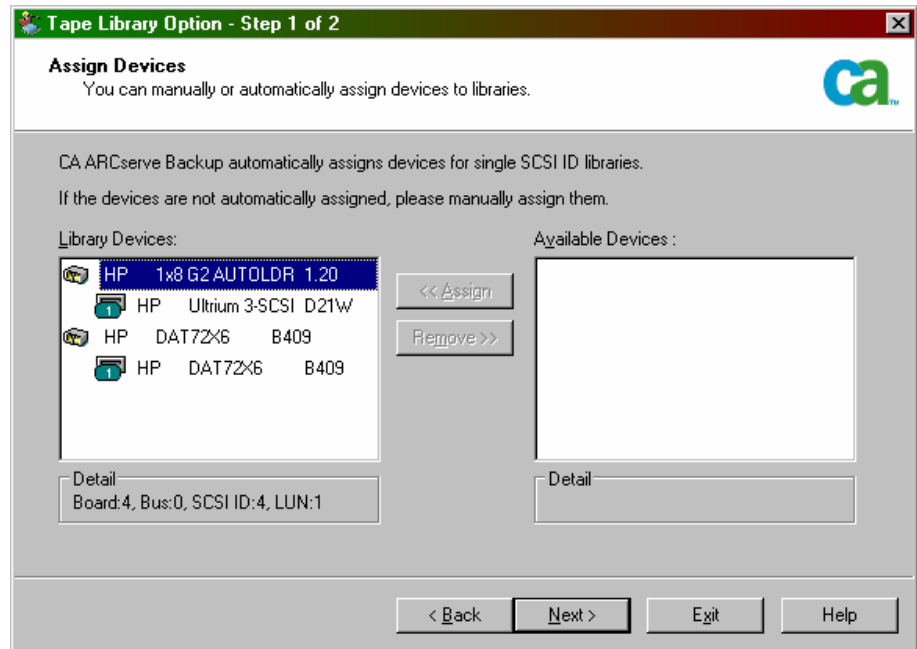 Tape Library Option - Step 1 of 2
Assign Devices
You can manually or automatically assign devices to libraries.
ca
TM
CA ARCserve Backup automatically assigns devices for single SCSI ID libraries.
If the devices are not automatically assigned, please manually assign them.
Library Devices:
HP 1x8 G2 AUTOLDR 1.20
1 HP Ultrium 3-SCSI D21W
HP DAT72X6 B409
1 HP DAT72X6 B409
<< Assign
Remove >>
Available Devices :
Detail
Board:4, Bus:0, SCSI ID:4, LUN:1
Detail
< Back
Next >
Exit
Help